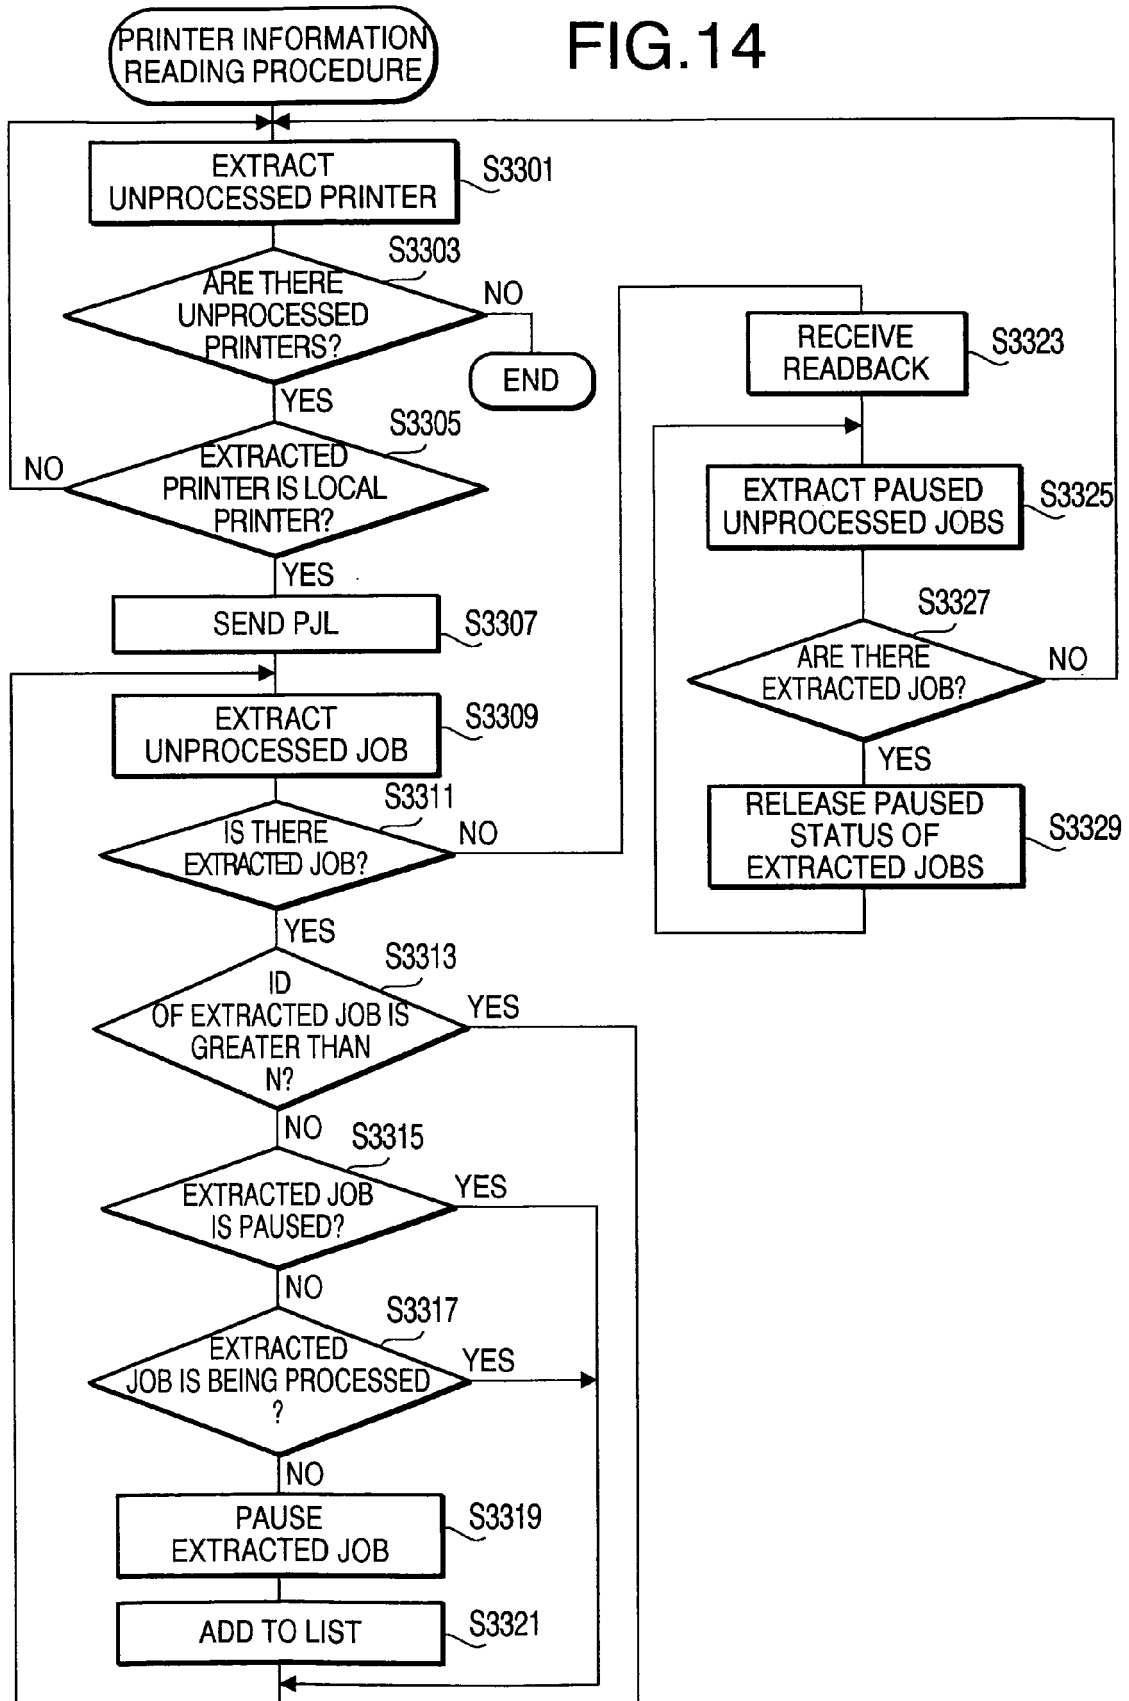 FIG.14
PRINTER INFORMATION
READING PROCEDURE
EXTRACT
UNPROCESSED PRINTER
S3301
S3303
ARE THERE
UNPROCESSED
PRINTERS?
NO
END
YES
S3305
EXTRACTED
PRINTER IS LOCAL
PRINTER?
NO
YES
SEND PJL
S3307
EXTRACT
UNPROCESSED JOB
S3309
S3311
IS THERE
EXTRACTED JOB?
NO
YES
S3313
ID
OF EXTRACTED JOB IS
GREATER THAN
N?
YES
NO
S3315
EXTRACTED JOB
IS PAUSED?
YES
NO
S3317
EXTRACTED
JOB IS BEING PROCESSED
?
YES
NO
PAUSE
EXTRACTED JOB
S3319
ADD TO LIST
S3321
RECEIVE
READBACK
S3323
EXTRACT PAUSED
UNPROCESSED JOBS
S3325
S3327
ARE THERE
EXTRACTED JOB?
NO
YES
RELEASE PAUSED
STATUS OF
EXTRACTED JOBS
S3329